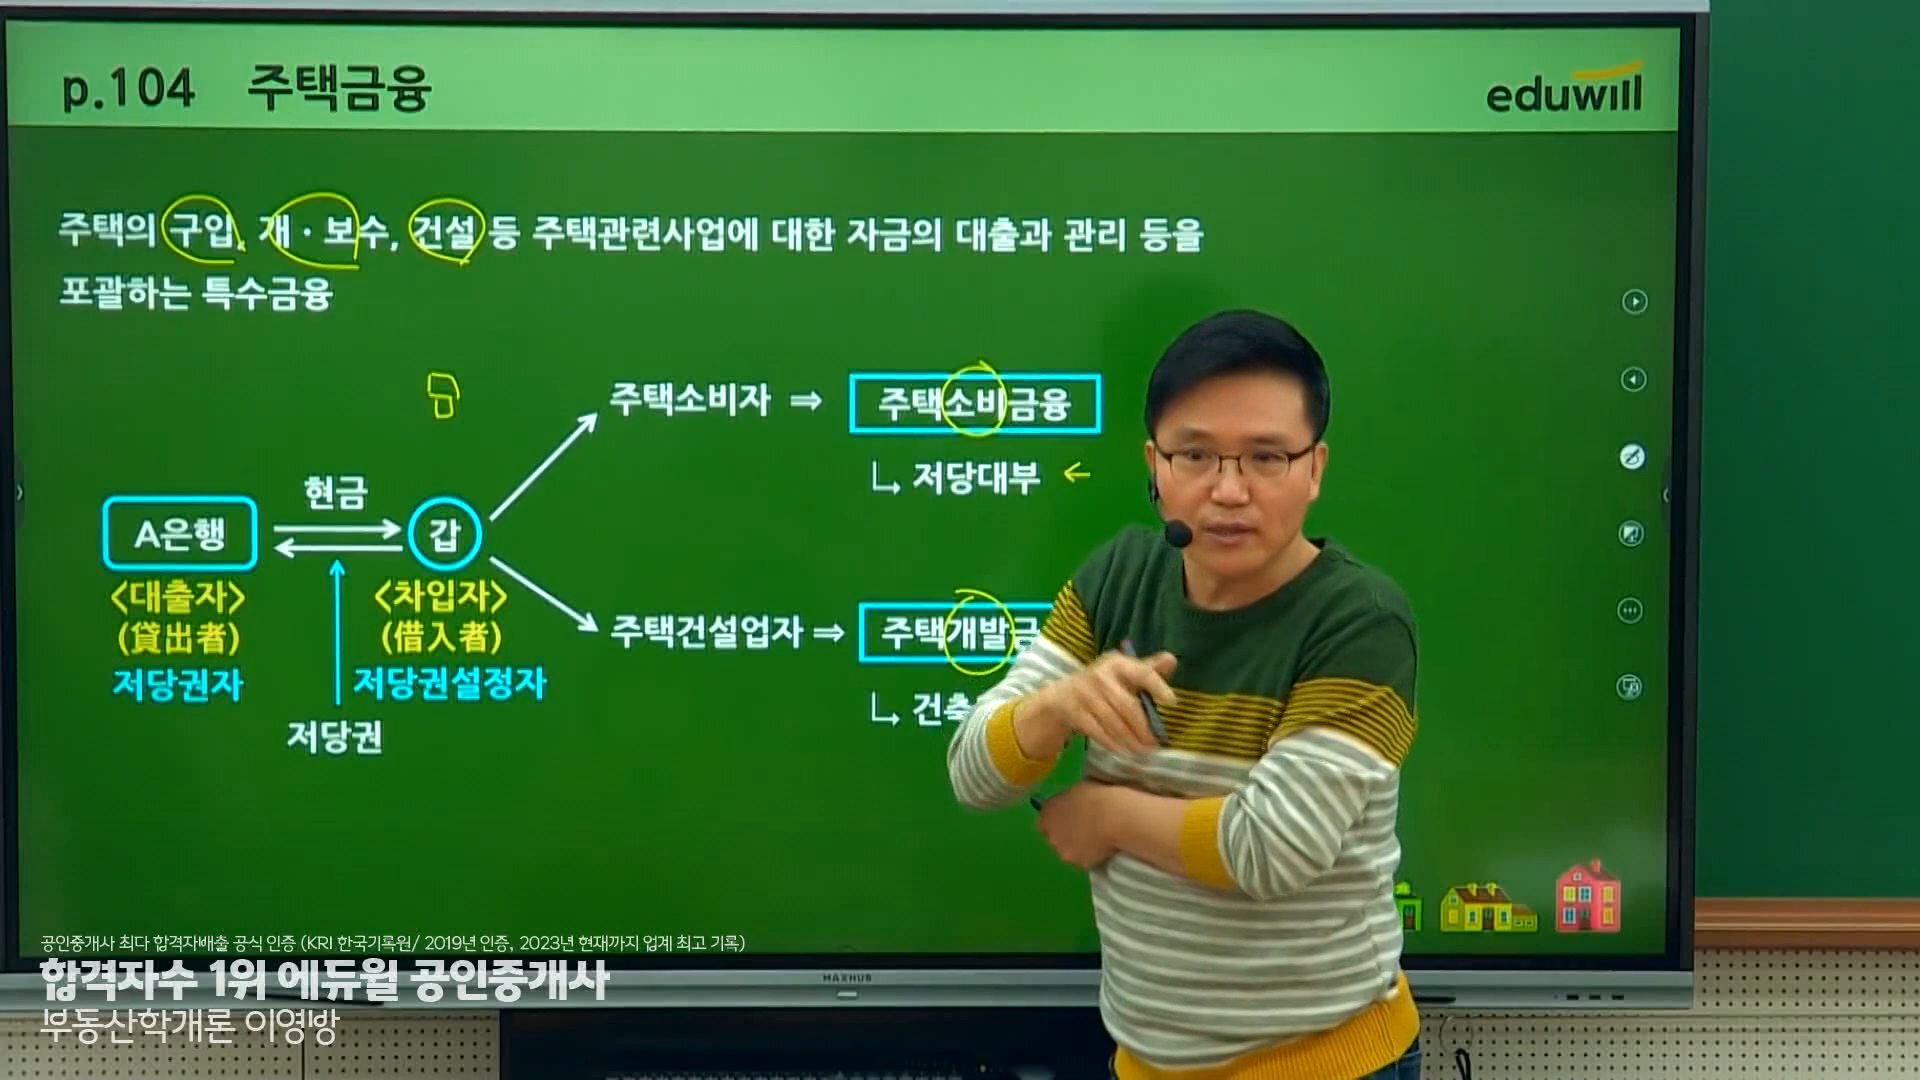 p.104 주택금융
eduwill
주택의 구입, 개·보수, 건설 등 주택관련사업에 대한 자금의 대출과 관리 등을
포괄하는 특수금융
주택소비자 ⇒ 주택소비금융
저당대부 ←
현금
A은행
갑
<대출자>
(貸出者)
저당권자
<차입자>
(借入者)
저당권설정자
저당권
주택건설업자 ⇒ 주택개발금
건축
MAXHUB
공인중개사 최다 합격자배출 공식 인증 (KRI 한국기록원/ 2019년 인증, 2023년 현재까지 업계 최고 기록)
합격자수 1위 에듀윌 공인중개사
부동산학개론 이영방